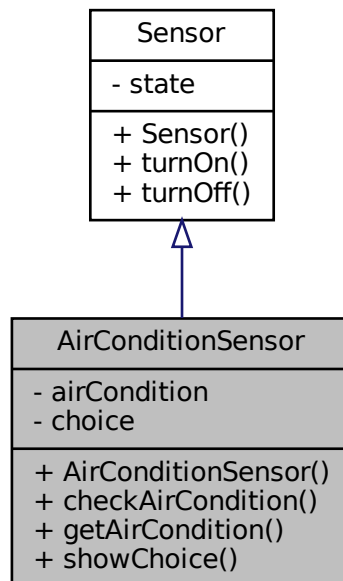 Sensor
- state
+ Sensor()
+ turnOn()
+ turnOff()
AirConditionSensor
- airCondition
- choice
+ AirConditionSensor()
+ checkAirCondition()
+ getAirCondition()
+ showChoice()